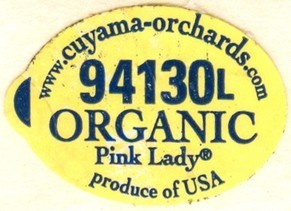 www.cuyama-orchards.com
94130L
ORGANIC
Pink Lady®
produce of USA